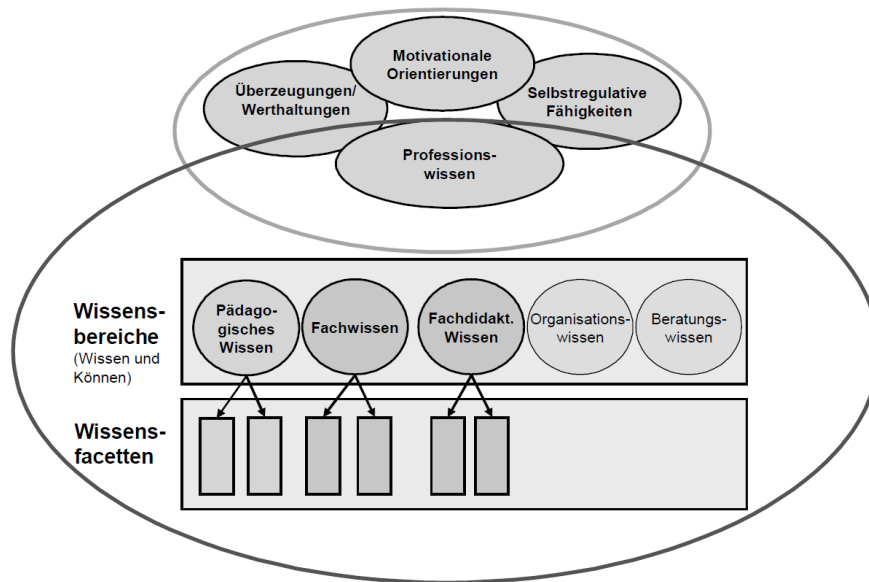 Motivationale
Orientierungen
Überzeugungen/
Werthaltungen
Selbstregulative
Fähigkeiten
Professions-
wissen
Wissens-
bereiche
(Wissen und
Können)
Pädago-
gisches
Wissen
Fachwissen
Fachdidakt.
Wissen
Organisations-
wissen
Beratungs-
wissen
Wissens-
facetten